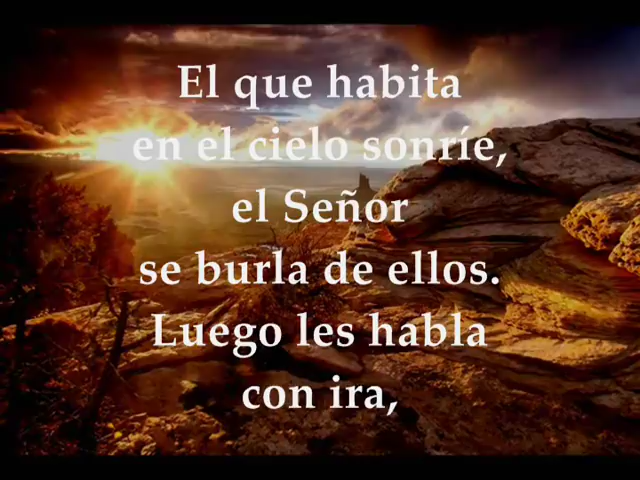 El que habita
en el cielo sonríe,
el Señor
se burla de ellos.
Luego les habla
con ira,